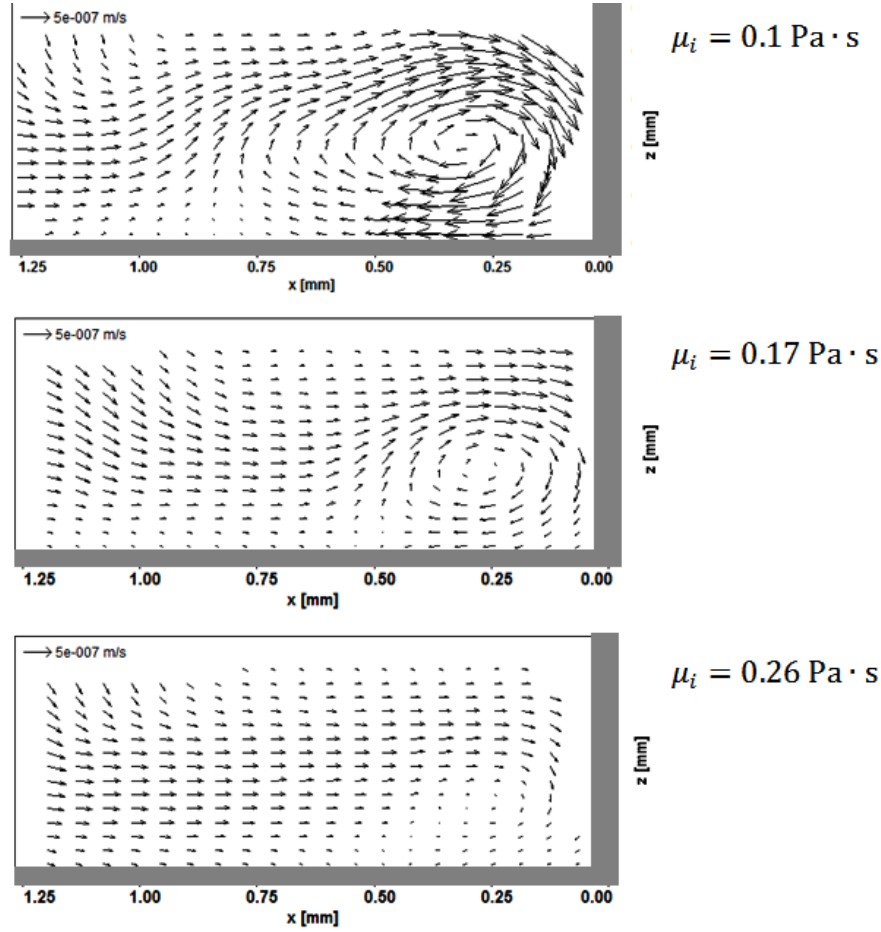 5e-007 m/s
μᵢ = 0.1 Pa · s
z [mm]
1.25 1.00 0.75 0.50 0.25 0.00
x [mm]
5e-007 m/s
μᵢ = 0.17 Pa · s
z [mm]
1.25 1.00 0.75 0.50 0.25 0.00
x [mm]
5e-007 m/s
μᵢ = 0.26 Pa · s
z [mm]
1.25 1.00 0.75 0.50 0.25 0.00
x [mm]